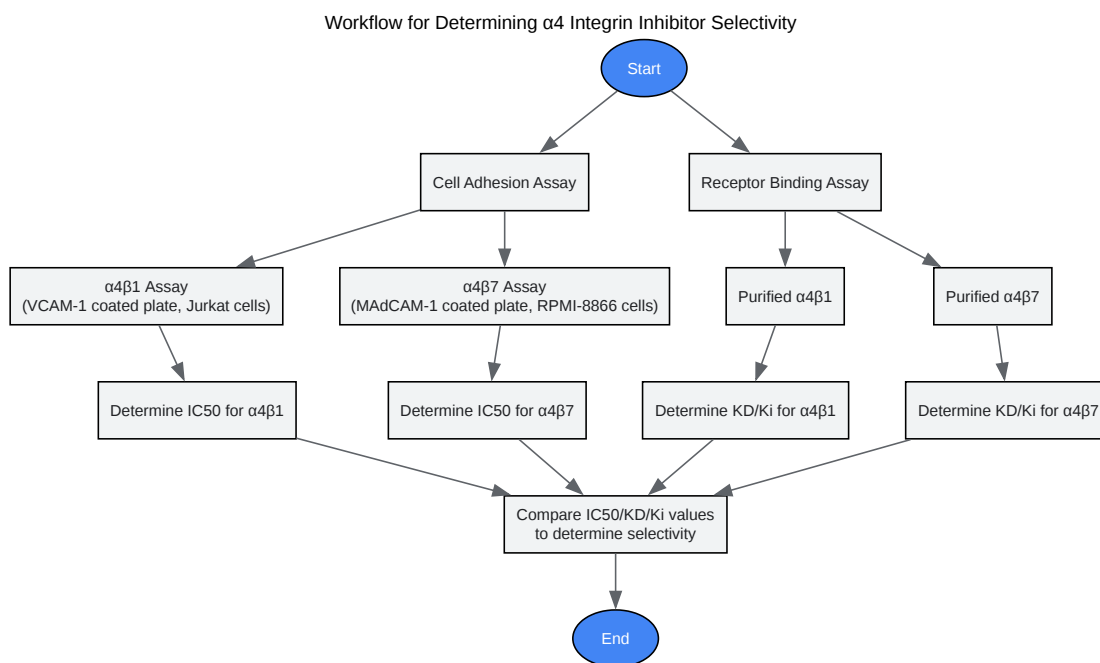 Workflow for Determining α4 Integrin Inhibitor Selectivity
Start
Cell Adhesion Assay
Receptor Binding Assay
α4β1 Assay
(VCAM-1 coated plate, Jurkat cells)
α4β7 Assay
(MAdCAM-1 coated plate, RPMI-8866 cells)
Purified α4β1
Purified α4β7
Determine IC50 for α4β1
Determine IC50 for α4β7
Determine KD/Ki for α4β1
Determine KD/Ki for α4β7
Compare IC50/KD/Ki values
to determine selectivity
End